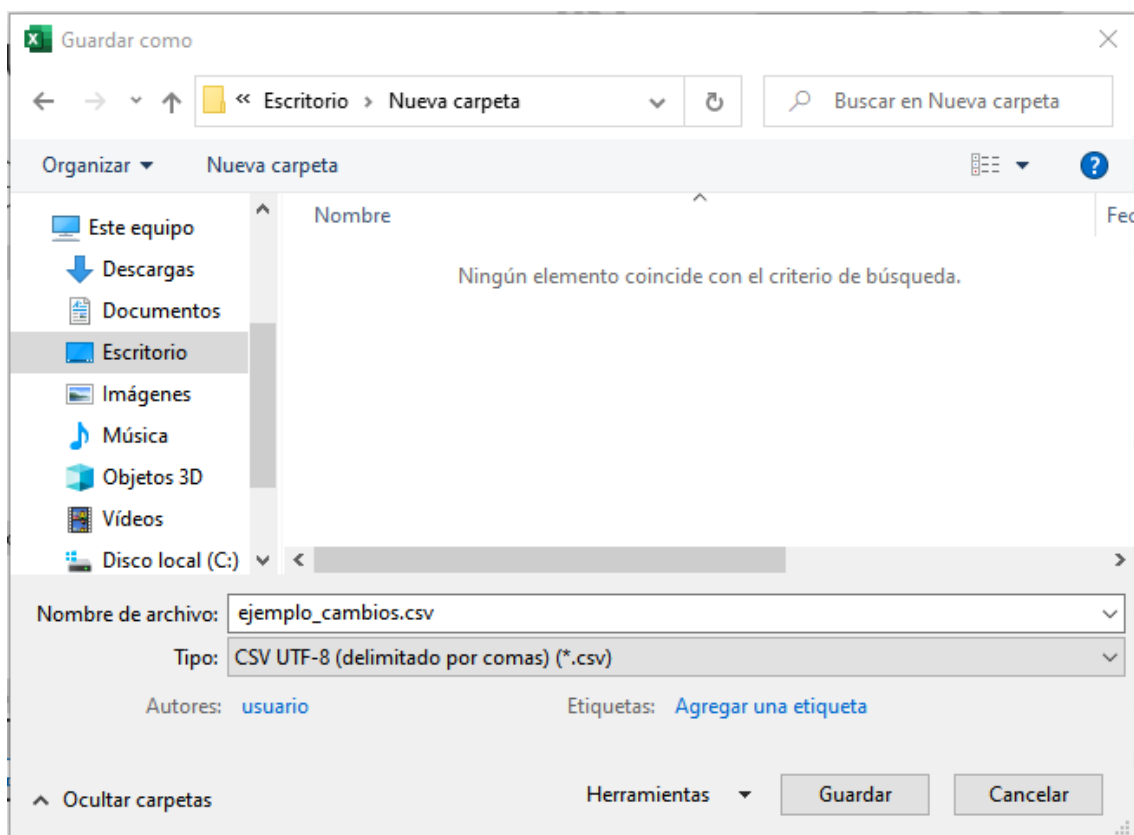 Guardar como
« Escritorio > Nueva carpeta
Buscar en Nueva carpeta
Organizar
Nueva carpeta
Nombre
Fec
Ningún elemento coincide con el criterio de búsqueda.
Este equipo
Descargas
Documentos
Escritorio
Imágenes
Música
Objetos 3D
Vídeos
Disco local (C:)
Nombre de archivo: ejemplo_cambios.csv
Tipo: CSV UTF-8 (delimitado por comas) (*.csv)
Autores: usuario
Etiquetas: Agregar una etiqueta
Ocultar carpetas
Herramientas
Guardar
Cancelar